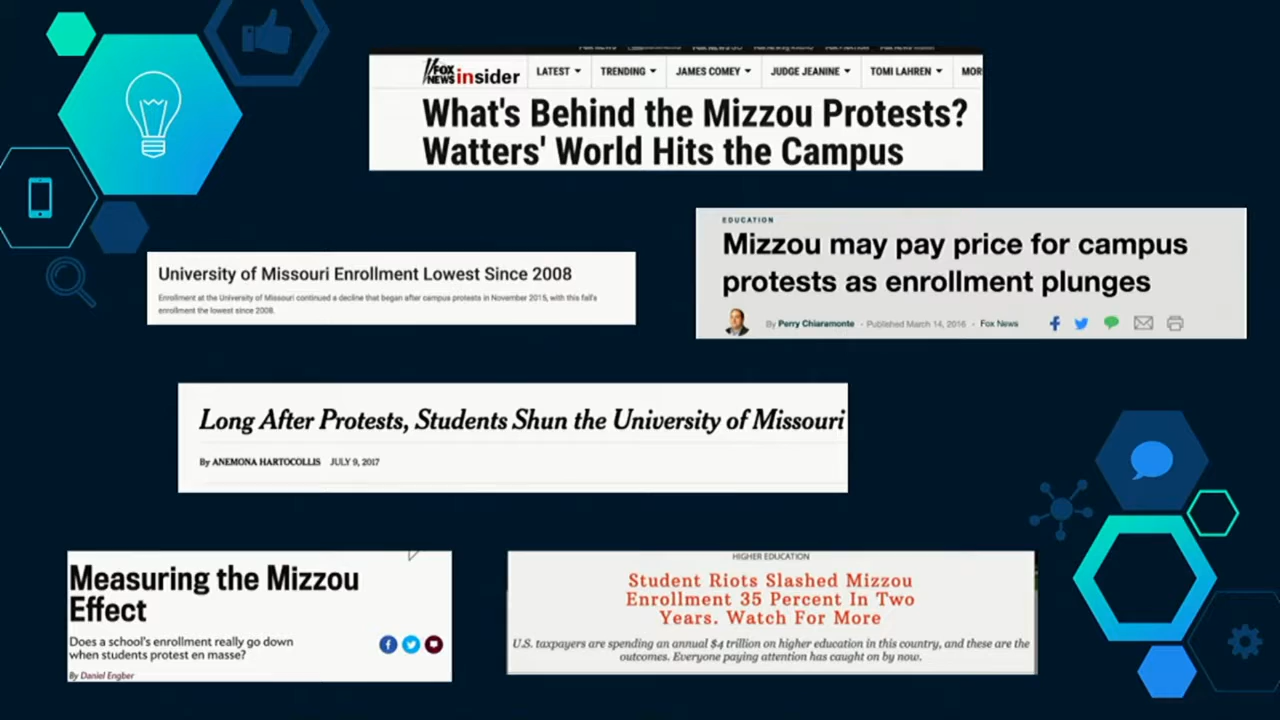 FOX NEWS insider LATEST TRENDING JAMES COMEY JUDGE JEANINE TOMI LAHREN MOR
What's Behind the Mizzou Protests?
Watters' World Hits the Campus
EDUCATION
Mizzou may pay price for campus
protests as enrollment plunges
By Perry Chiaramonte - Published March 14, 2016 - Fox News
University of Missouri Enrollment Lowest Since 2008
Enrollment at the University of Missouri continued a decline that began after campus protests in November 2015, with this fall's
enrollment the lowest since 2008.
Long After Protests, Students Shun the University of Missouri
By ANEMONA HARTOCOLLIS JULY 9, 2017
Measuring the Mizzou
Effect
Does a school's enrollment really go down
when students protest en masse?
By Daniel Engber
HIGHER EDUCATION
Student Riots Slashed Mizzou
Enrollment 35 Percent In Two
Years. Watch For More
U.S. taxpayers are spending an annual $4 trillion on higher education in this country, and these are the
outcomes. Everyone paying attention has caught on by now.